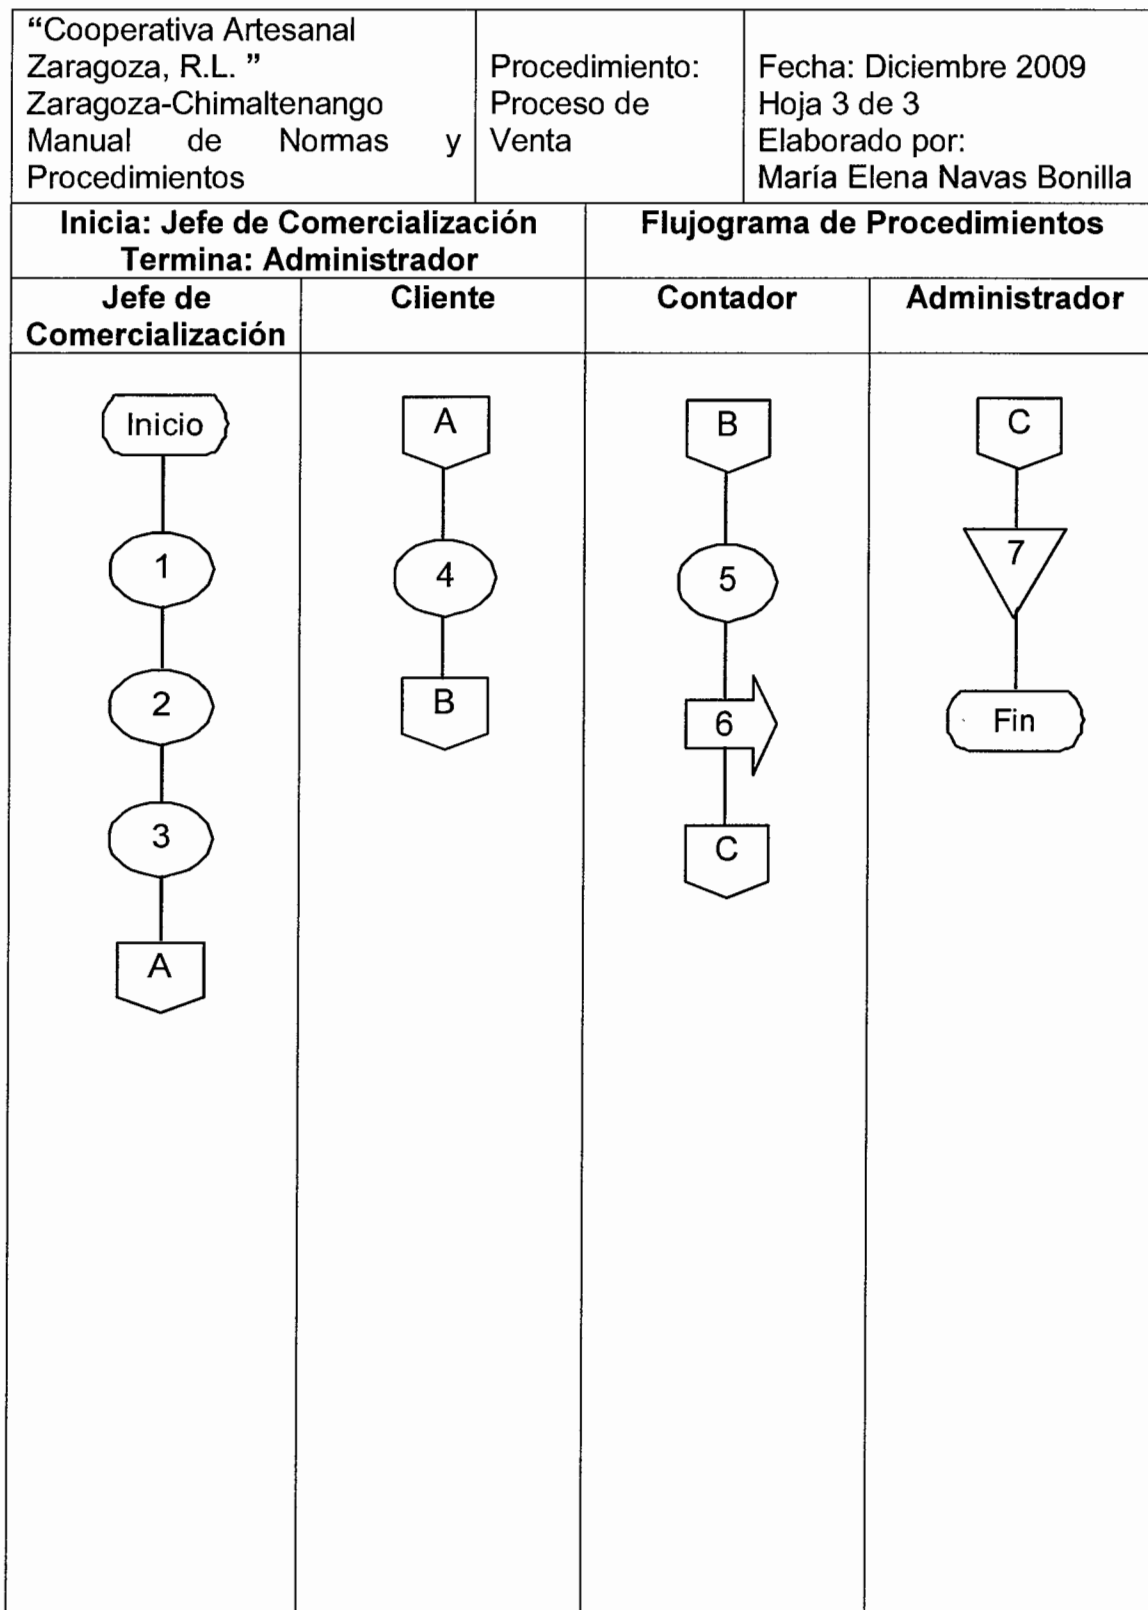 “Cooperativa Artesanal
Zaragoza, R.L. ”
Zaragoza-Chimaltenango
Manual de Normas y
Procedimientos
Procedimiento:
Proceso de
Venta
Fecha: Diciembre 2009
Hoja 3 de 3
Elaborado por:
María Elena Navas Bonilla
Inicia: Jefe de Comercialización
Termina: Administrador
Flujograma de Procedimientos
Jefe de
Comercialización
Cliente
Contador
Administrador
Inicio
1
2
3
A
A
4
B
B
5
6
C
C
7
Fin